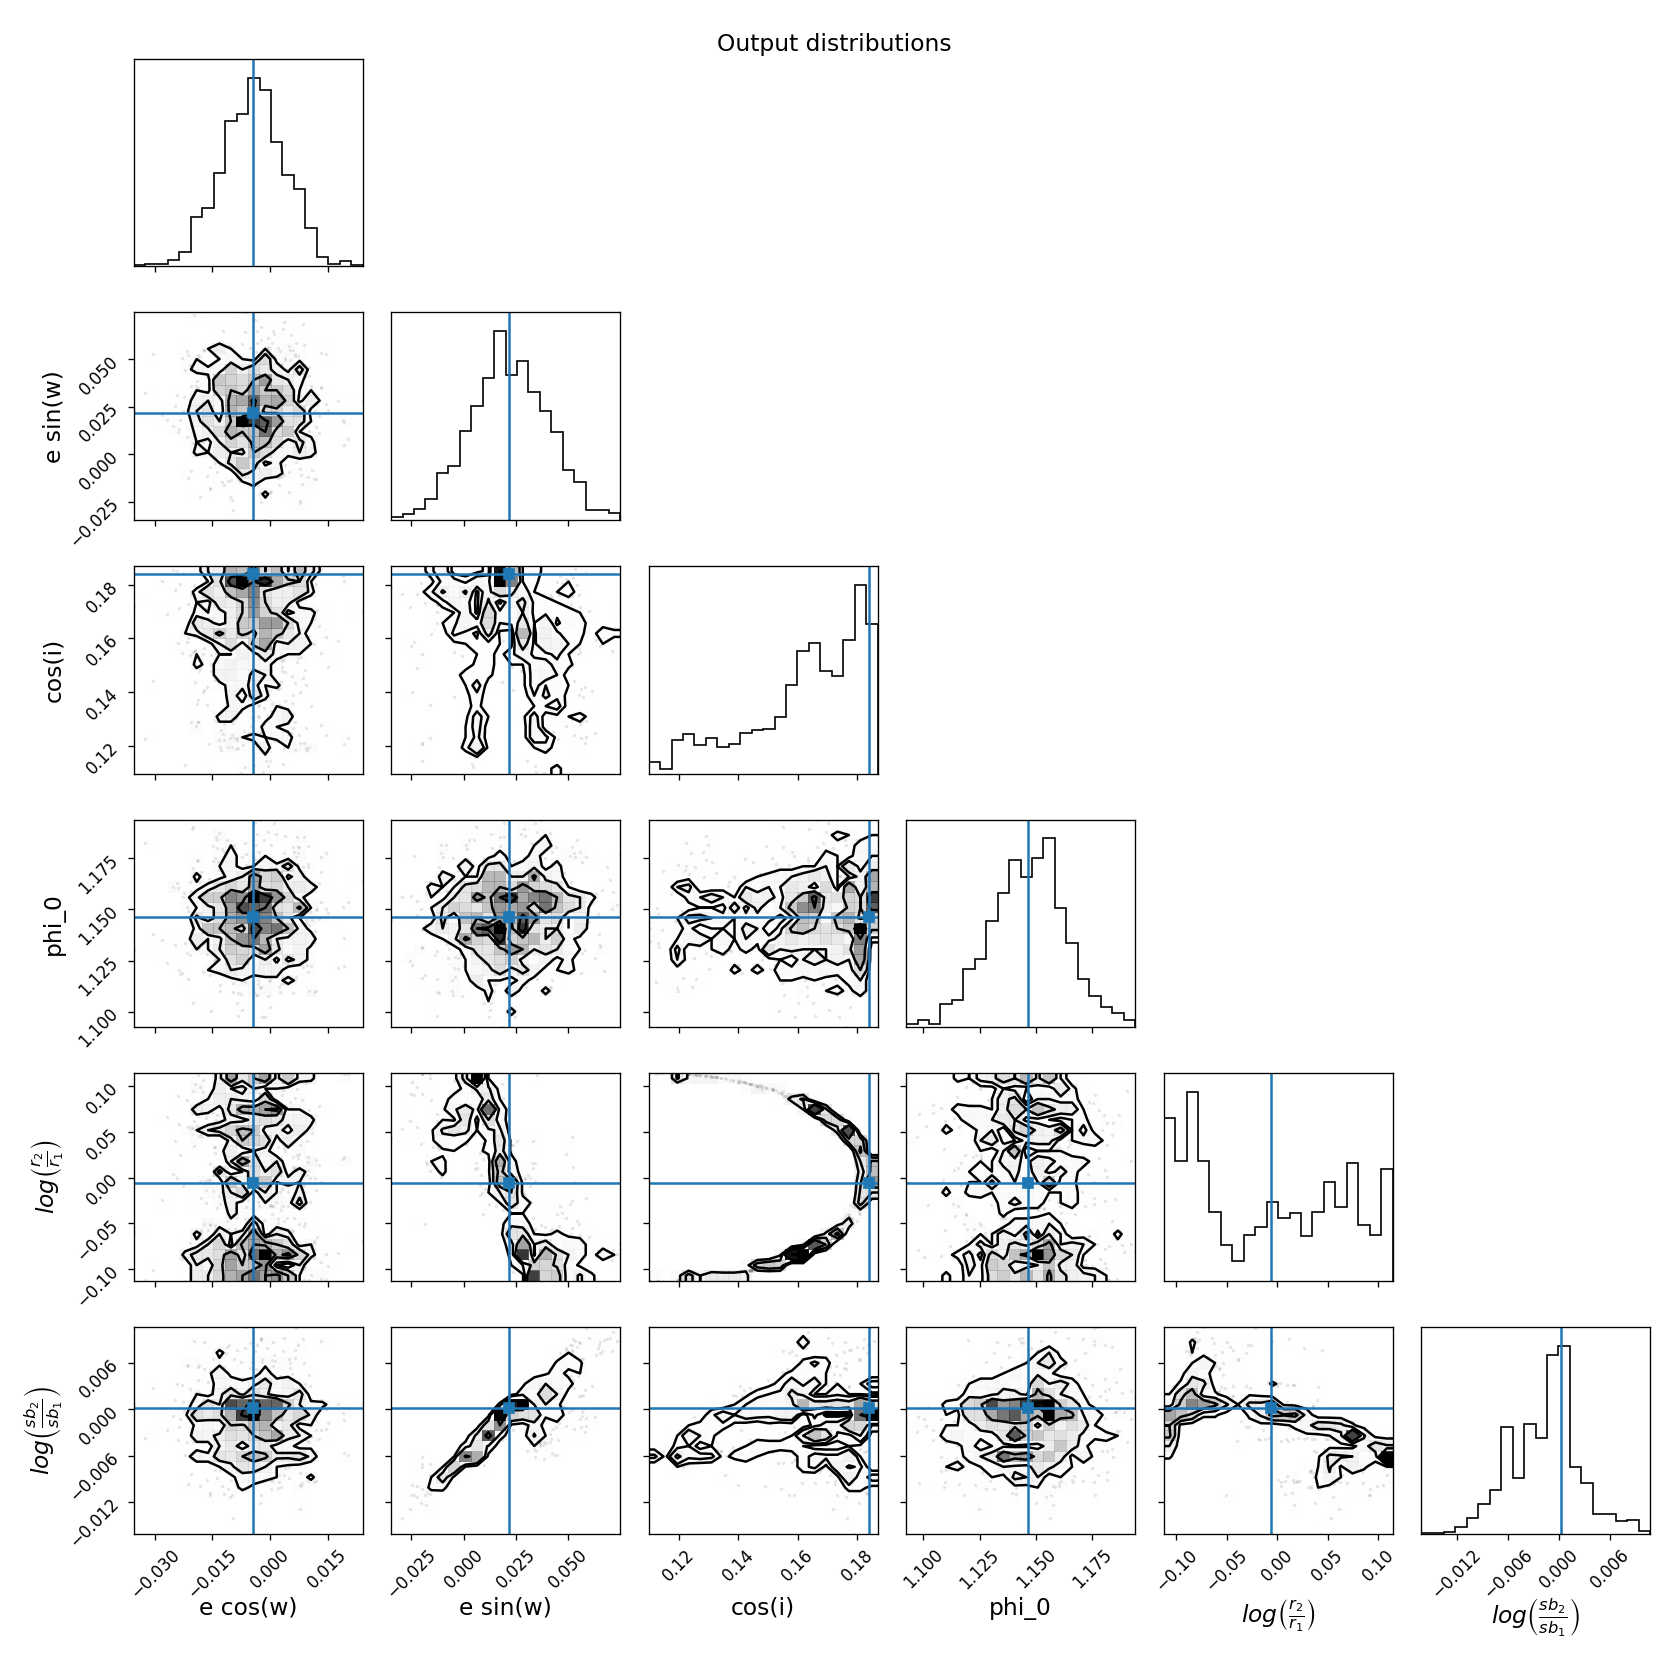 Output distributions
e sin(w)
0.050
0.025
0.000
−0.025
cos(i)
0.18
0.16
0.14
0.12
phi_0
1.175
1.150
1.125
1.100
log(r₂/r₁)
0.10
0.05
0.00
−0.05
−0.10
log(sb₂/sb₁)
0.006
0.000
−0.006
−0.012
−0.030 −0.015 0.000 0.015
e cos(w)
−0.025 0.000 0.025 0.050
e sin(w)
0.12 0.14 0.16 0.18
cos(i)
1.100 1.125 1.150 1.175
phi_0
−0.10 −0.05 0.00 0.05 0.10
log(r₂/r₁)
−0.012 −0.006 0.000 0.006
log(sb₂/sb₁)